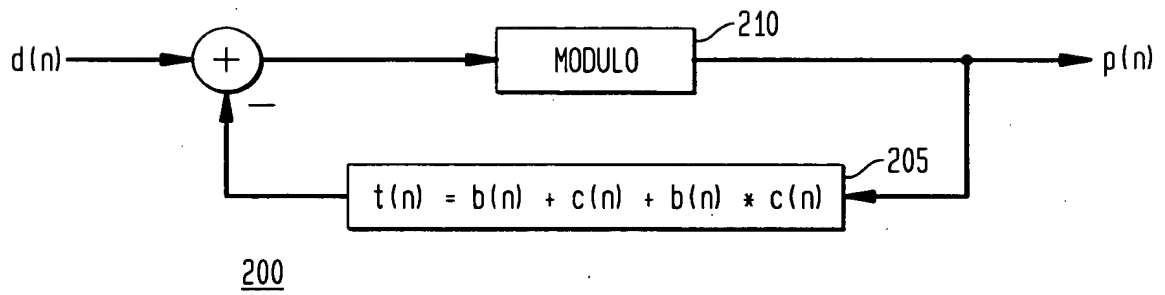 210
d(n)
+
MODULO
p(n)
−
205
t(n) = b(n) + c(n) + b(n) * c(n)
200